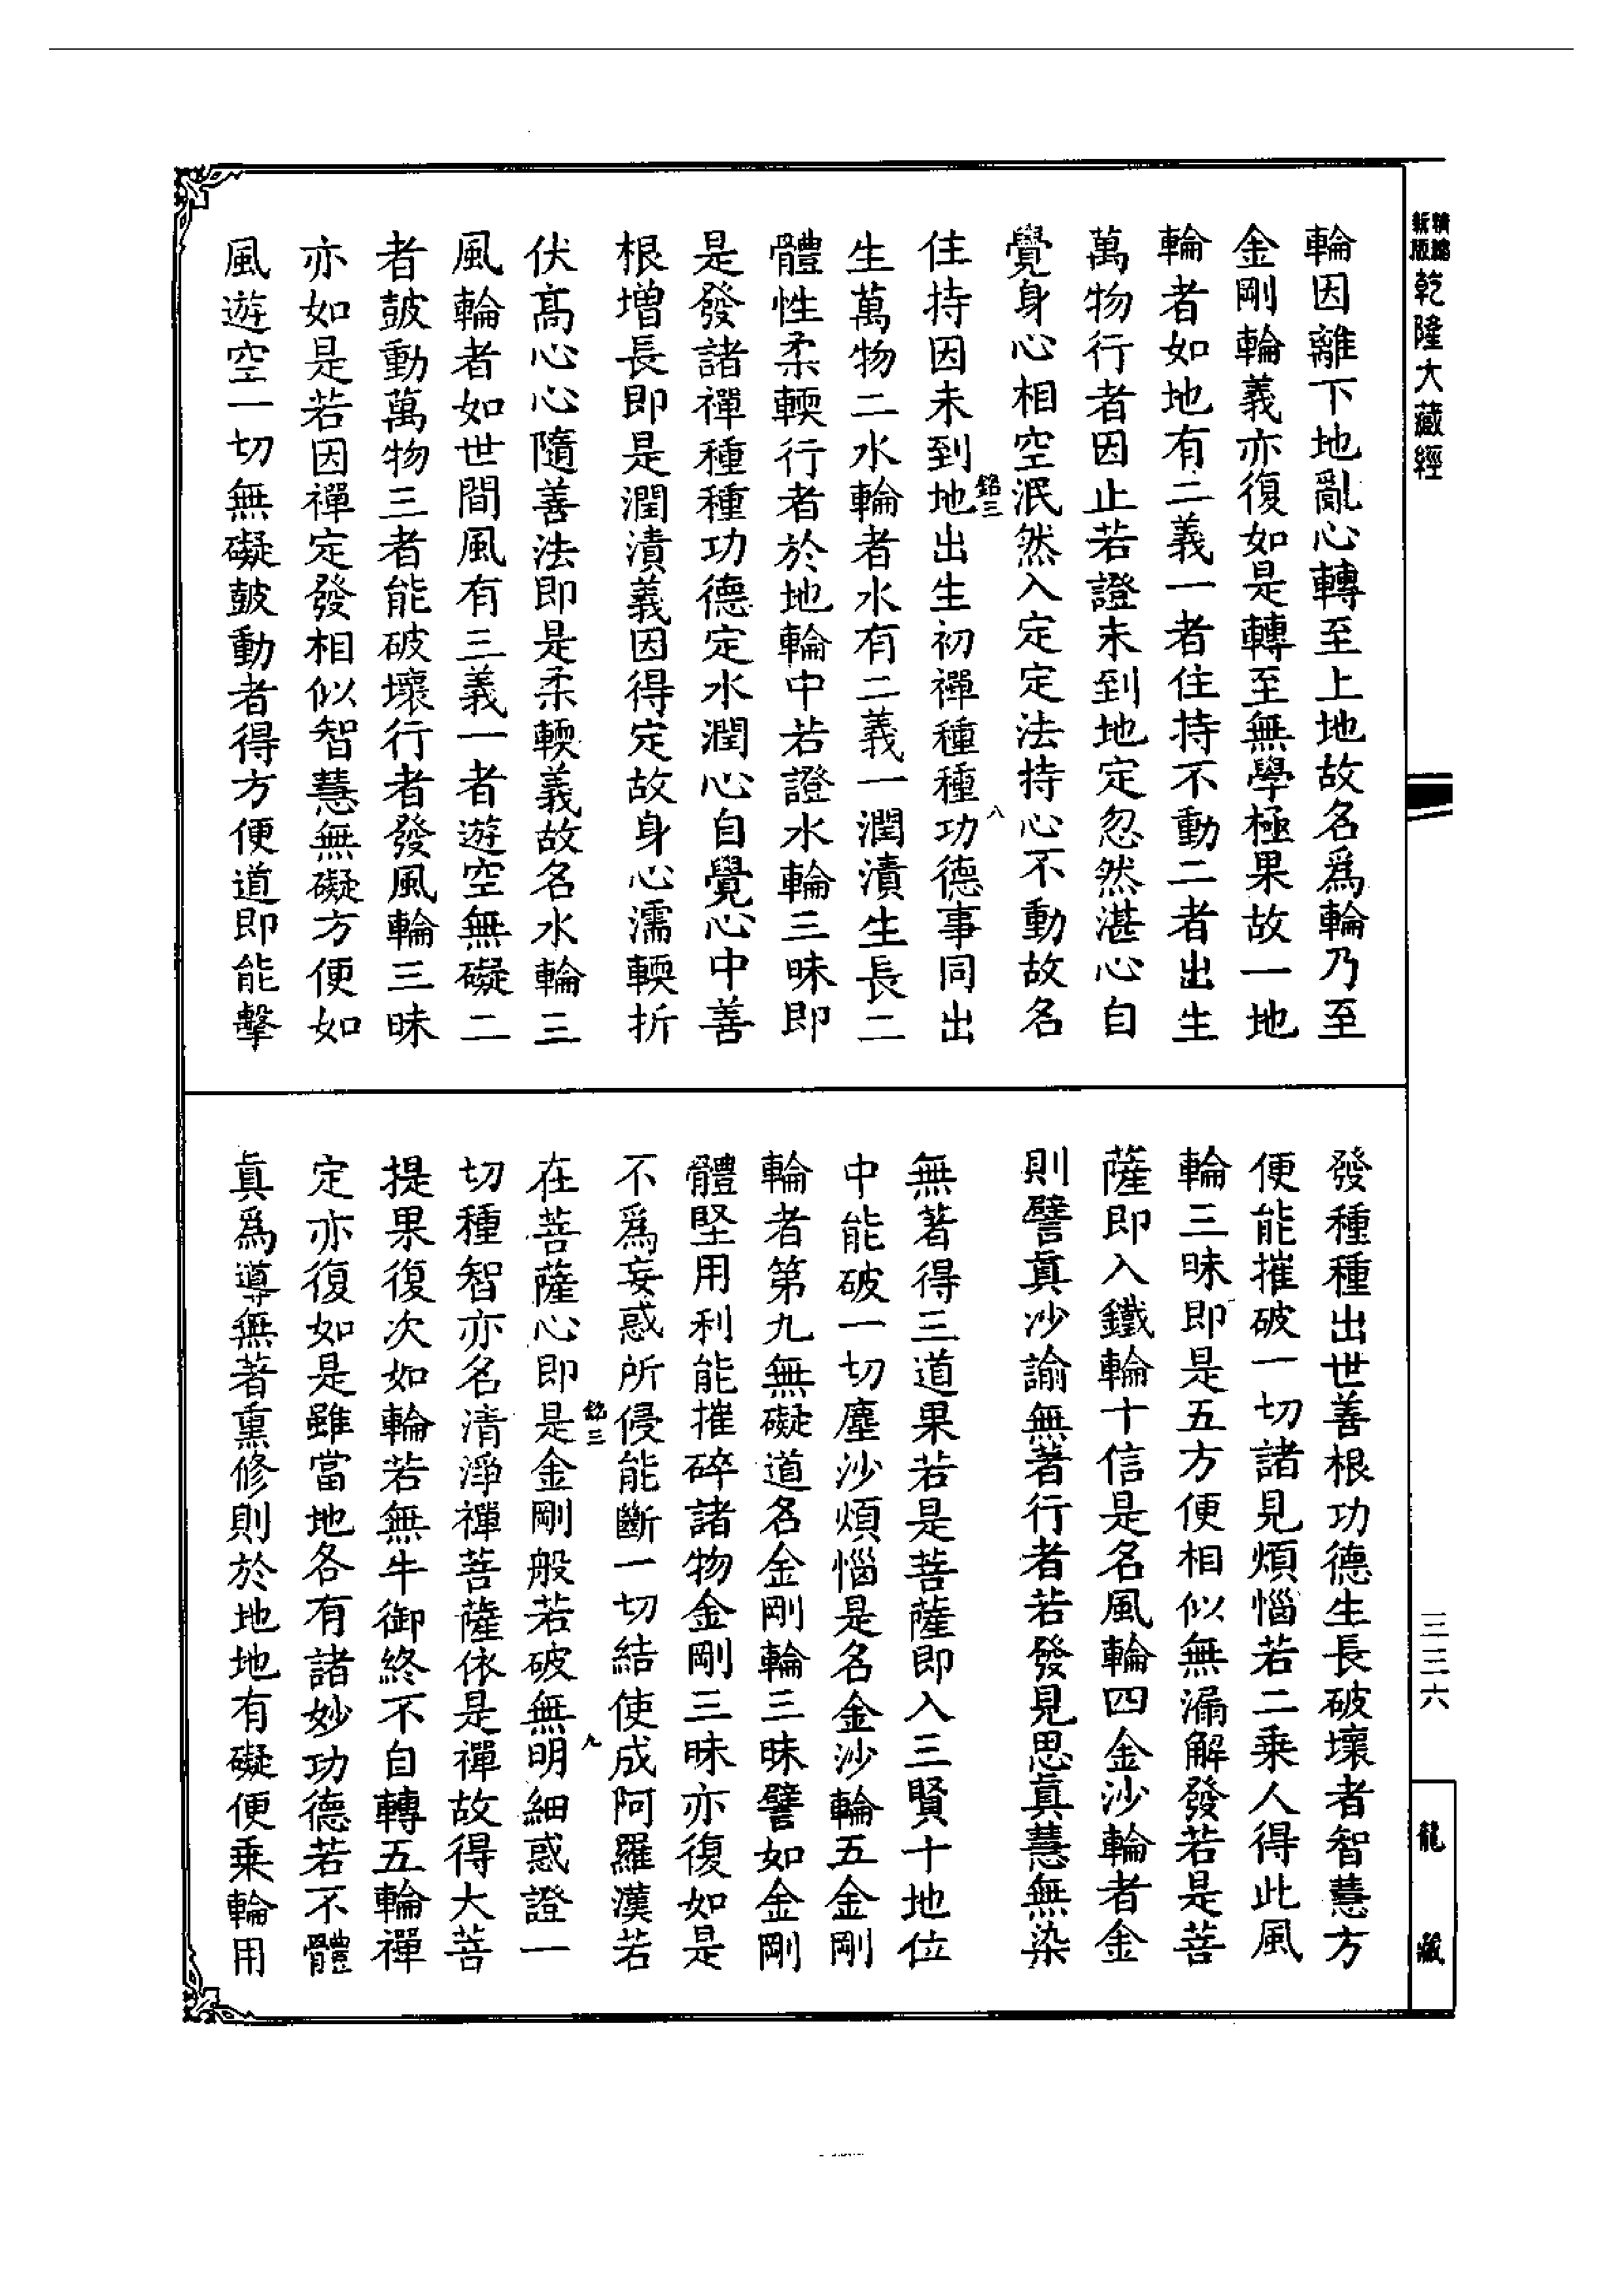 新版 精編 乾隆大藏經
輪因離下地亂心轉至上地故名爲輪乃至
金剛輪義亦復如是轉至無學極果故一地
輪者如地有二義一者住持不動二者出生
萬物行者因止若證未到地定忽然湛心自
覺身心相空泯然入定定法持心不動故名
住持因未到地出生初禪種種功德事同出
銘三
八
生萬物二水輪者水有二義一潤漬生長二
體性柔輭行者於地輪中若證水輪三昧即
是發諸禪種種功德定水潤心自覺心中善
根增長即是潤漬義因得定故身心濡輭折
伏高心心隨善法即是柔輭義故名水輪三
風輪者如世間風有三義一者遊空無礙二
者鼓動萬物三者能破壞行者發風輪三昧
亦如是若因禪定發相似智慧無礙方便如
風遊空一切無礙鼓動者得方便道即能擊
發種種出世善根功德生長破壞者智慧方
便能摧破一切諸見煩惱若二乘人得此風
輪三昧即是五方便相似無漏解發若是菩
薩即入鐵輪十信是名風輪四金沙輪者金
則譬眞沙諭無著行者若發見思眞慧無染
無著得三道果若是菩薩即入三賢十地位
中能破一切塵沙煩惱是名金沙輪五金剛
輪者第九無礙道名金剛輪三昧譬如金剛
體堅用利能摧碎諸物金剛三昧亦復如是
不爲妄惑所侵能斷一切結使成阿羅漢若
銘三
九
在菩薩心即是金剛般若破無明細惑證一
切種智亦名清淨禪菩薩依是禪故得大菩
提果復次如輪若無牛御終不自轉五輪禪
定亦復如是雖當地各有諸妙功德若不體
眞爲導無著熏修則於地地有礙便乘輪用
三三六
龍藏